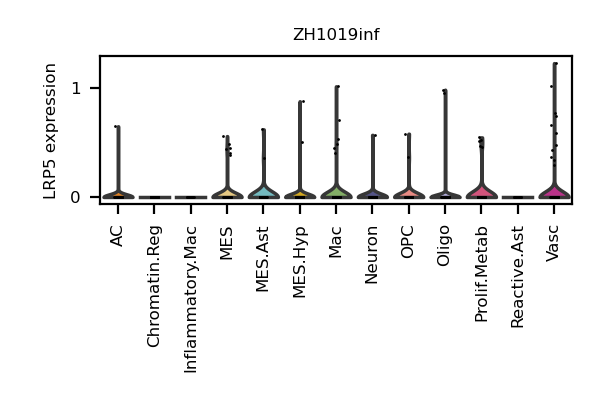 ZH1019inf
LRP5 expression
1
0
AC
Chromatin.Reg
Inflammatory.Mac
MES
MES.Ast
MES.Hyp
Mac
Neuron
OPC
Oligo
Prolif.Metab
Reactive.Ast
Vasc